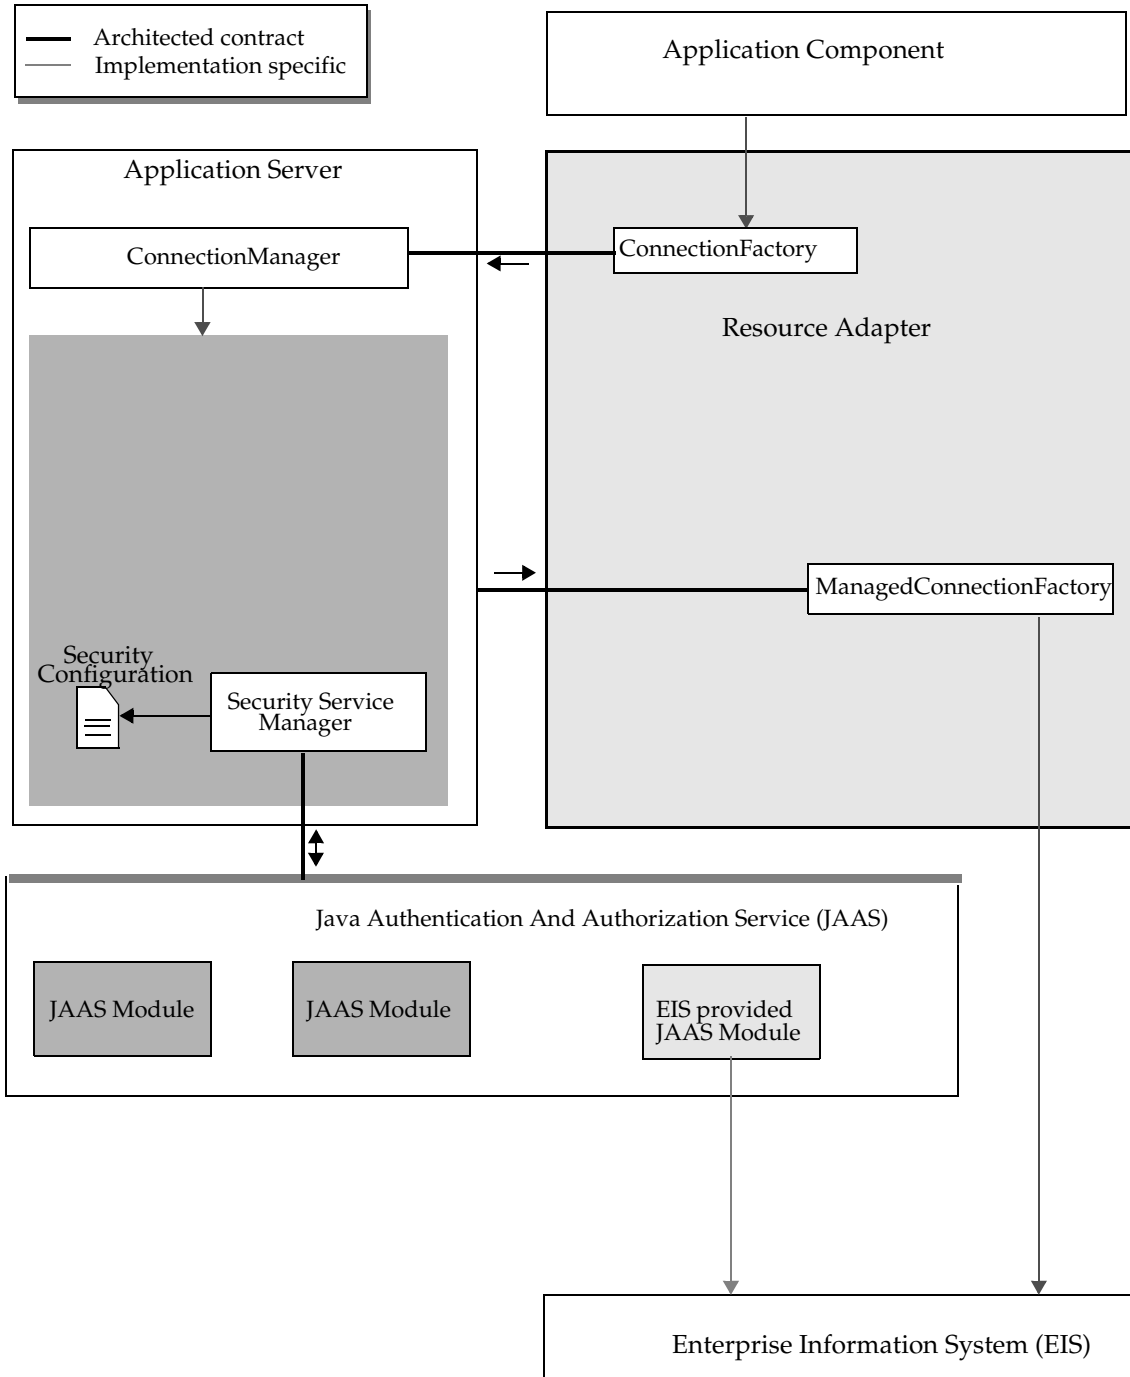 Architected contract
Implementation specific
Application Component
Application Server
ConnectionManager
ConnectionFactory
Resource Adapter
ManagedConnectionFactory
Security
Configuration
Security Service
Manager
Java Authentication And Authorization Service (JAAS)
JAAS Module
JAAS Module
EIS provided
JAAS Module
Enterprise Information System (EIS)